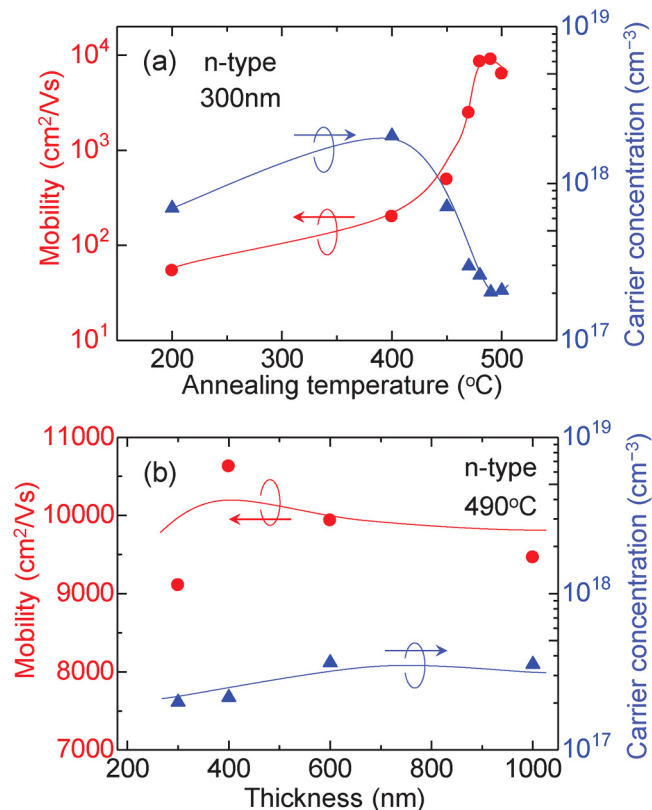 (a)
n-type
300nm
Mobility (cm²/Vs)
10⁴
10³
10²
10¹
10¹⁹
10¹⁸
10¹⁷
Carrier concentration (cm⁻³)
200 300 400 500
Annealing temperature (ᵒC)
(b)
n-type
490ᵒC
Mobility (cm²/Vs)
11000
10000
9000
8000
7000
10¹⁹
10¹⁸
10¹⁷
Carrier concentration (cm⁻³)
200 400 600 800 1000
Thickness (nm)